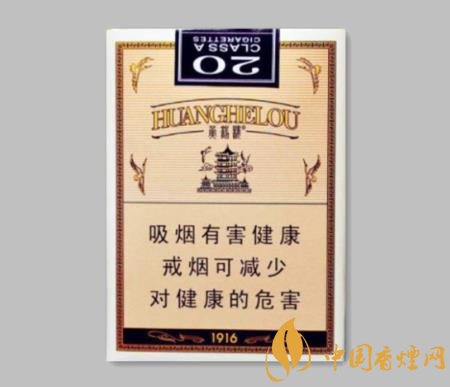 20
CLASS A
CIGARETTES
HUANGHELOU
黄鹤楼®
吸烟有害健康
戒烟可减少
对健康的危害
1916
中国香烟网